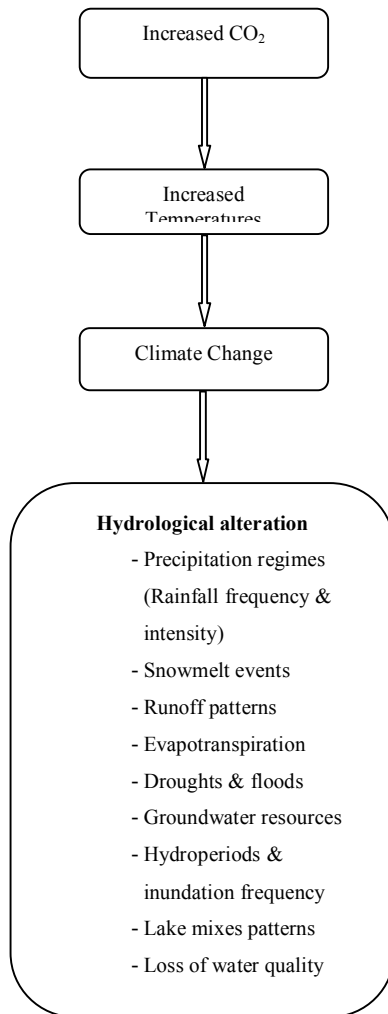 Increased CO₂
Increased
Temperatures
Climate Change
Hydrological alteration
- Precipitation regimes
(Rainfall frequency &
intensity)
- Snowmelt events
- Runoff patterns
- Evapotranspiration
- Droughts & floods
- Groundwater resources
- Hydroperiods &
inundation frequency
- Lake mixes patterns
- Loss of water quality